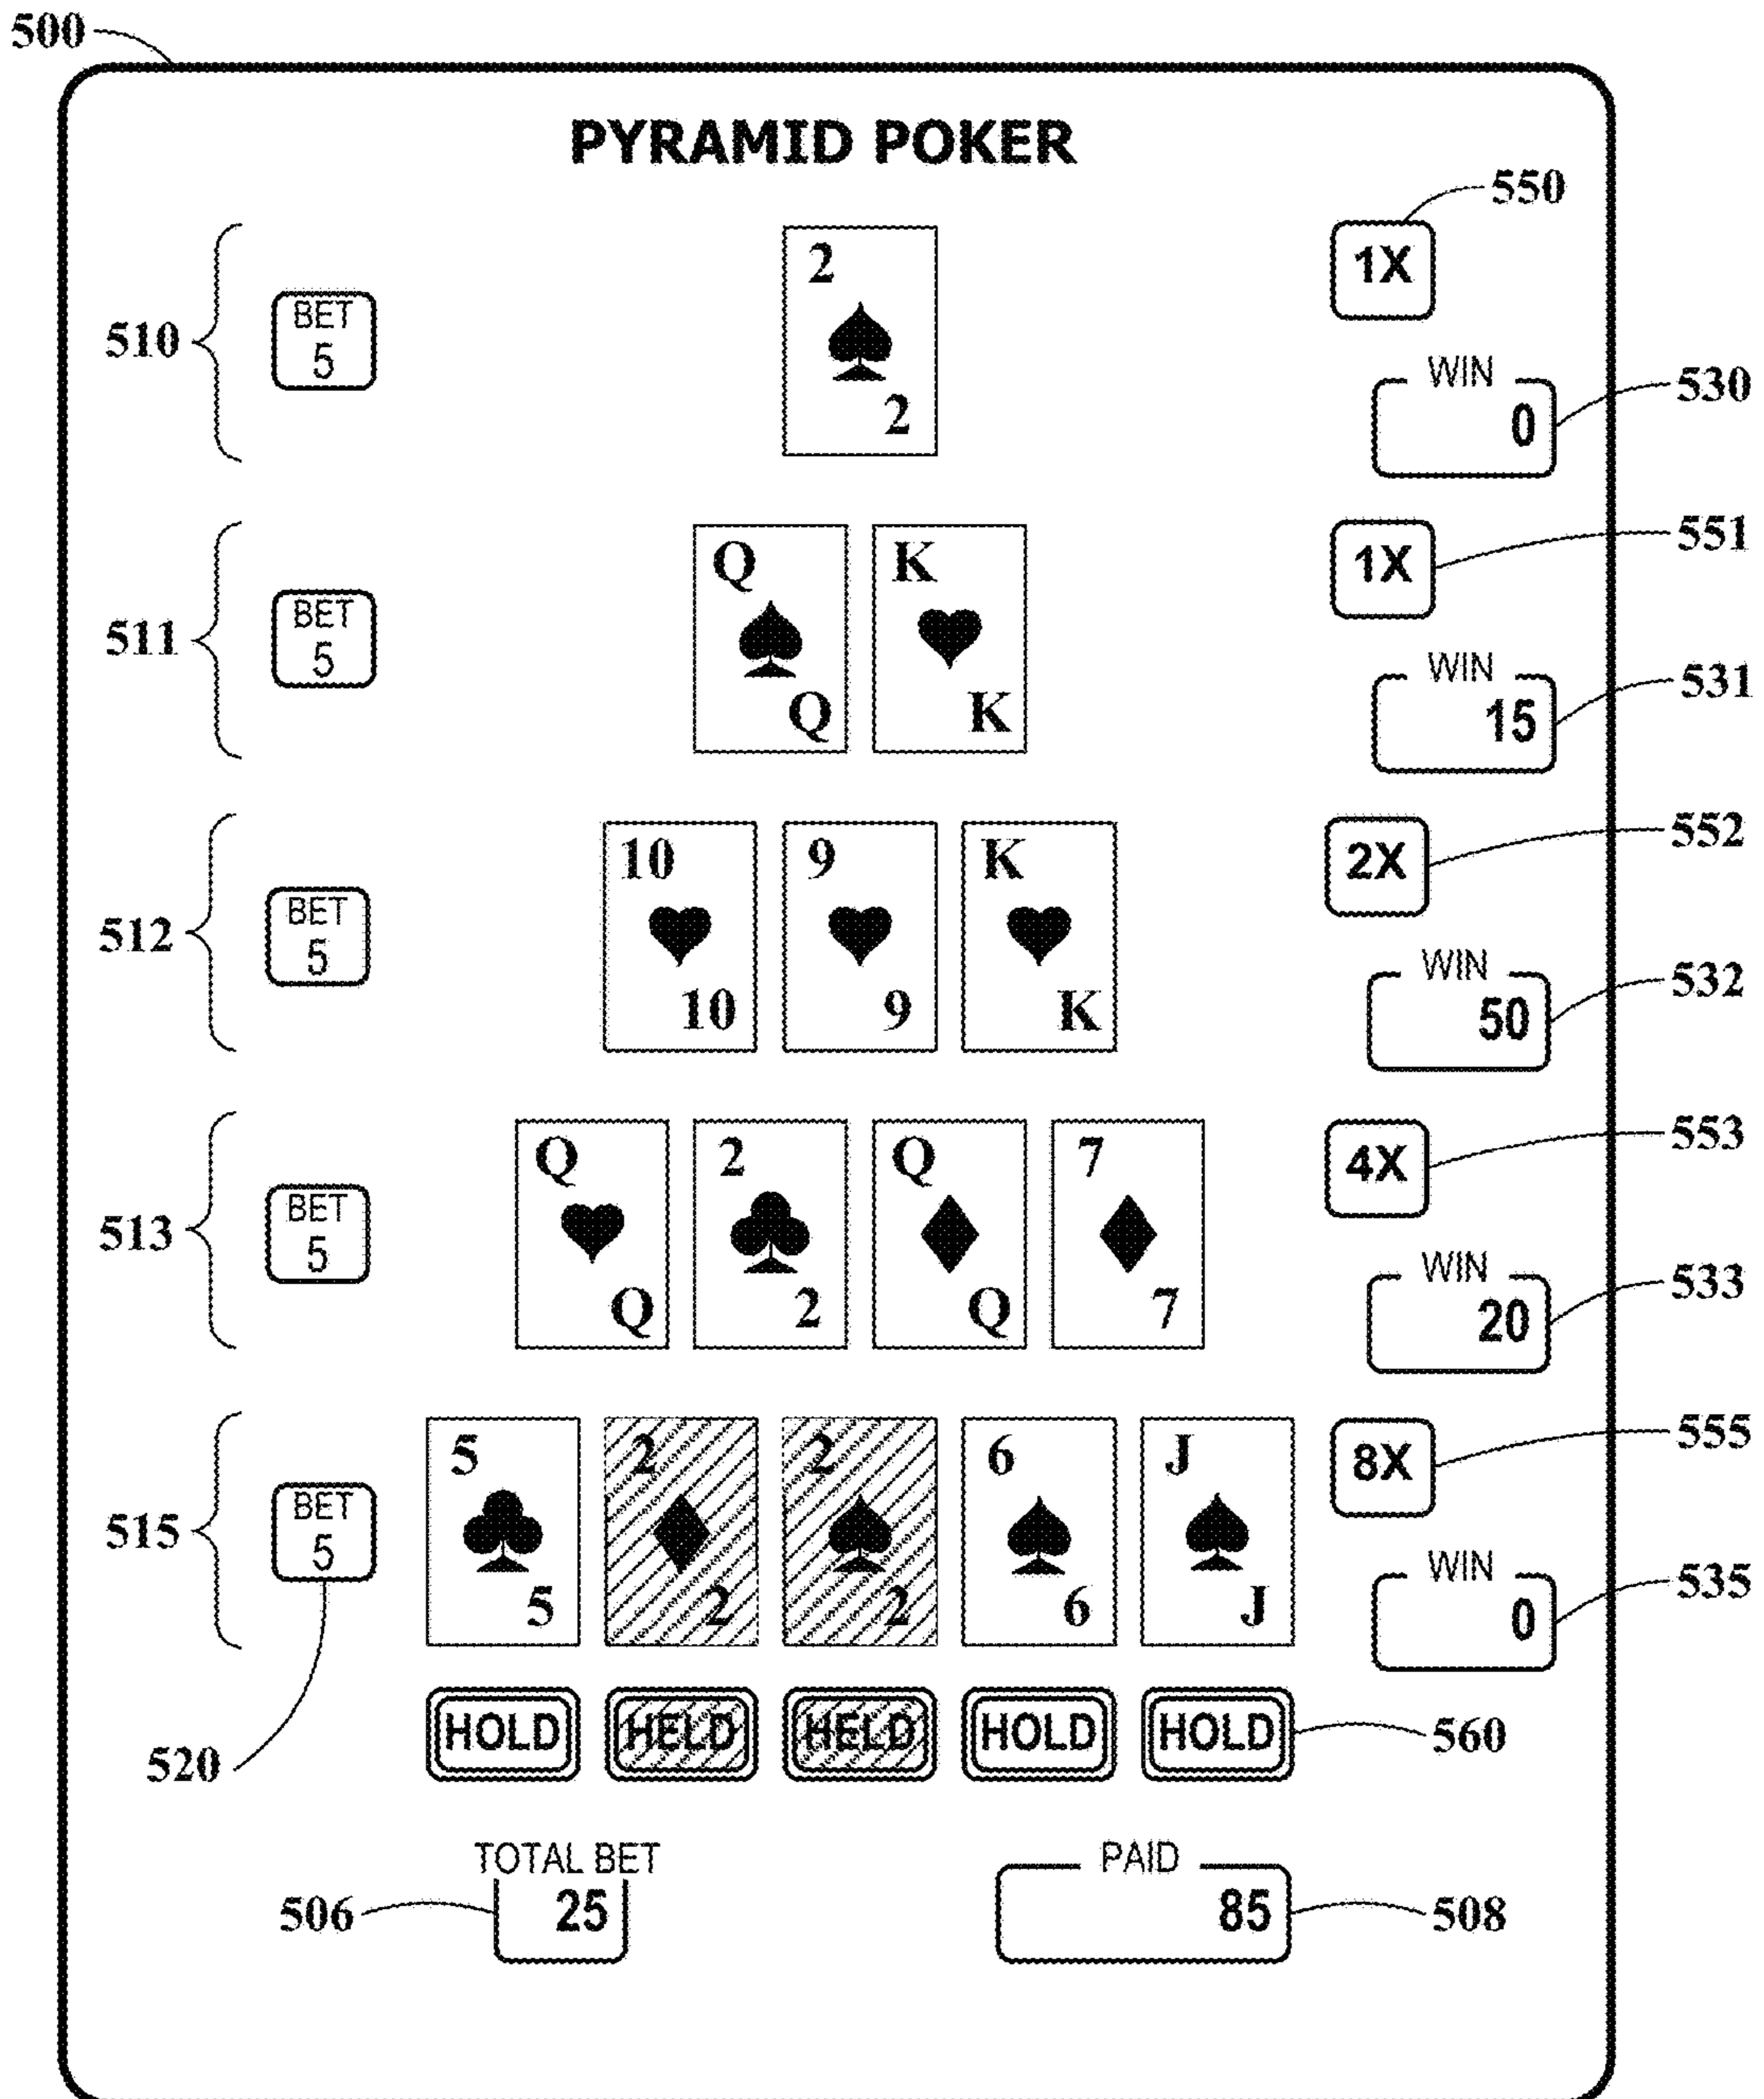 500
PYRAMID POKER
550
1X
2
510
BET
5
2
WIN
0
530
551
1X
Q
K
511
BET
5
Q
K
WIN
15
531
552
2X
10
9
K
512
BET
5
10
9
K
WIN
50
532
553
4X
Q
2
Q
7
513
BET
5
Q
2
Q
7
WIN
20
533
555
8X
5
2
2
6
J
515
BET
5
5
2
2
6
J
WIN
0
535
520
HOLD
HELD
HELD
HOLD
HOLD
560
TOTAL BET
25
506
PAID
85
508